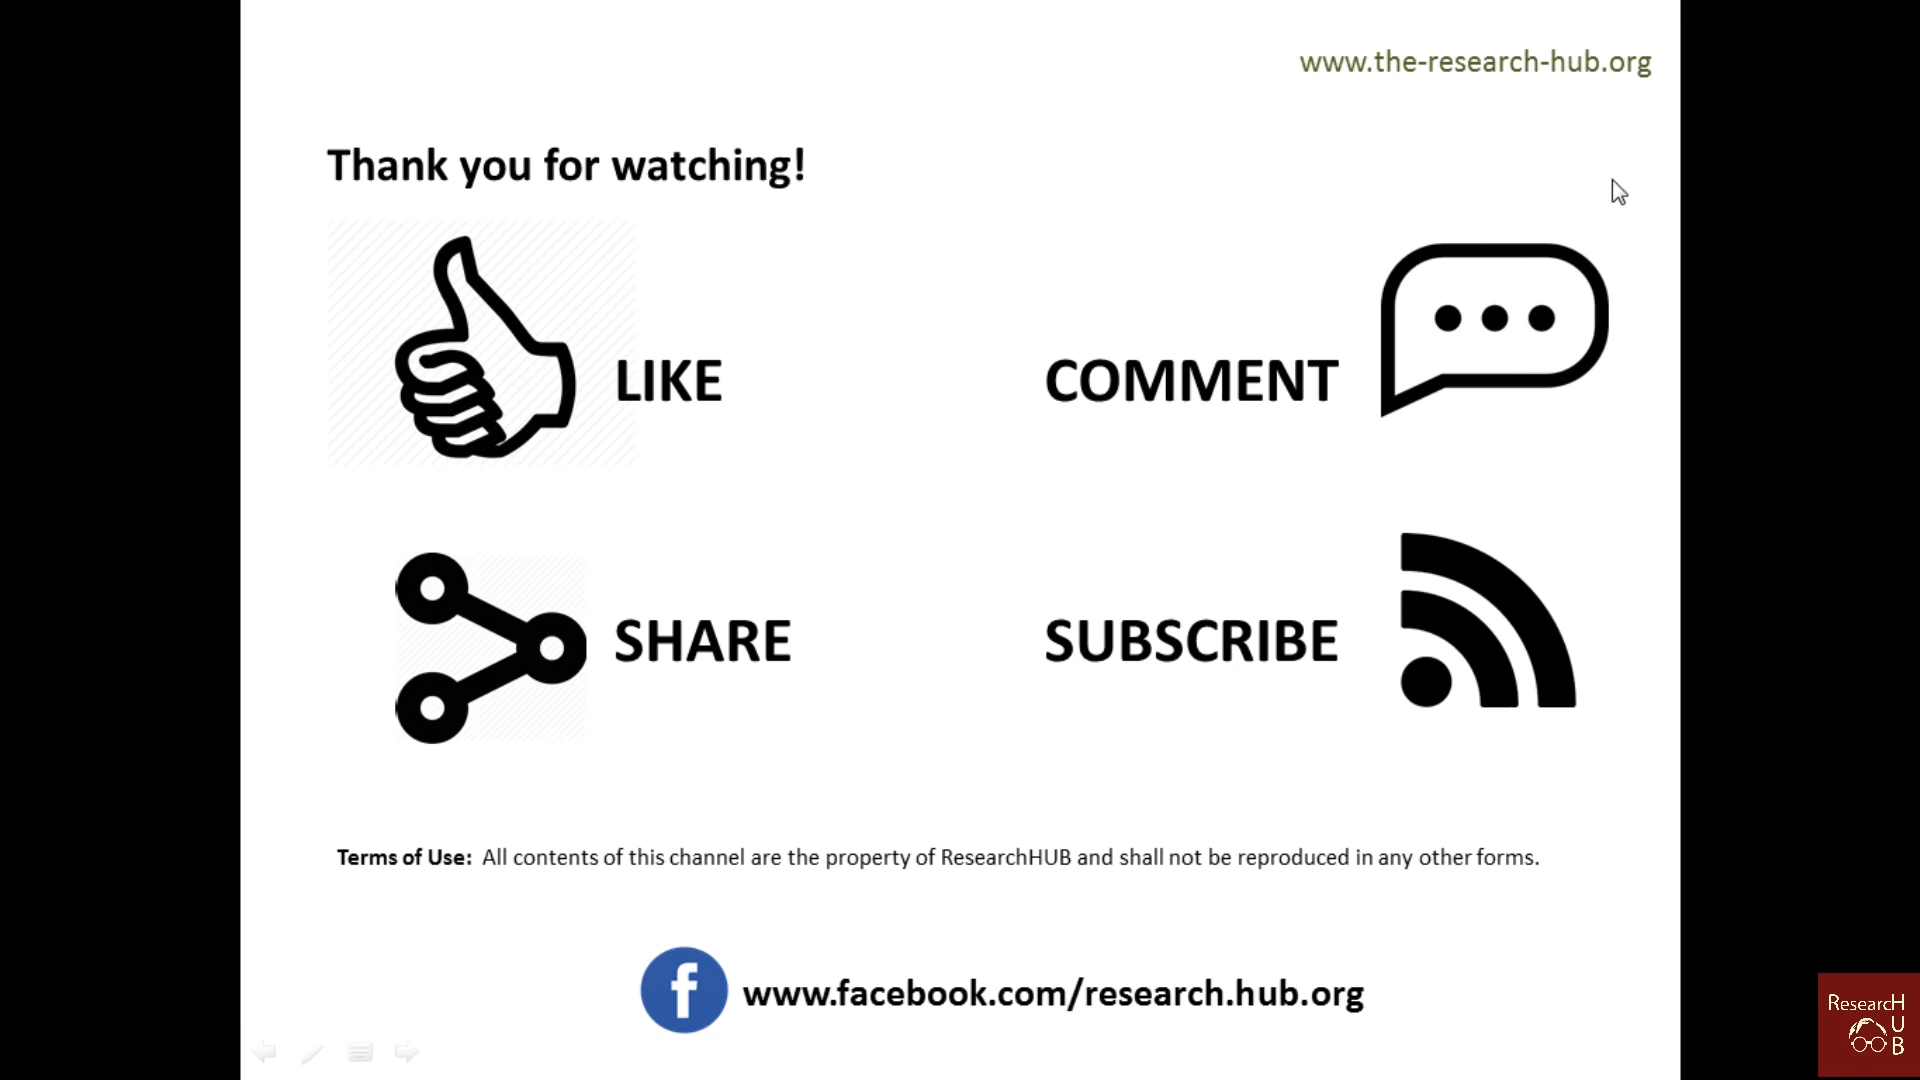 www.the-research-hub.org
Thank you for watching!
LIKE
COMMENT
SHARE
SUBSCRIBE
Terms of Use: All contents of this channel are the property of ResearchHUB and shall not be reproduced in any other forms.
f www.facebook.com/research.hub.org
ResearcH
U
B